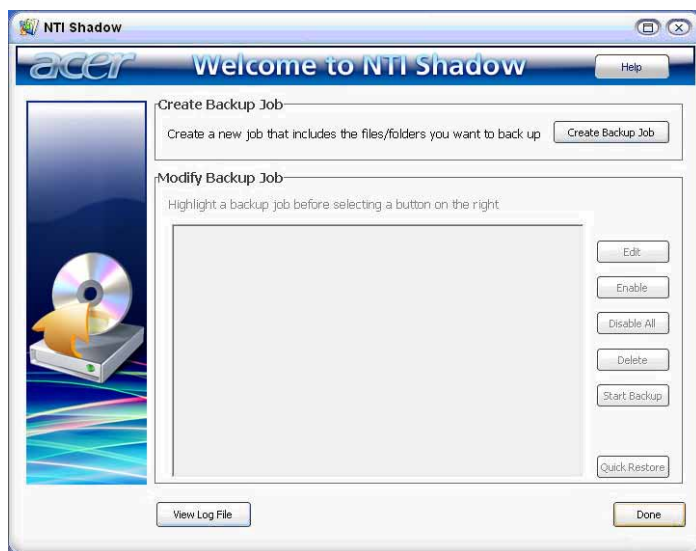 NTI Shadow
acer Welcome to NTI Shadow Help
Create Backup Job
Create a new job that includes the files/folders you want to back up Create Backup Job
Modify Backup Job
Highlight a backup job before selecting a button on the right
Edit
Enable
Disable All
Delete
Start Backup
Quick Restore
View Log File Done